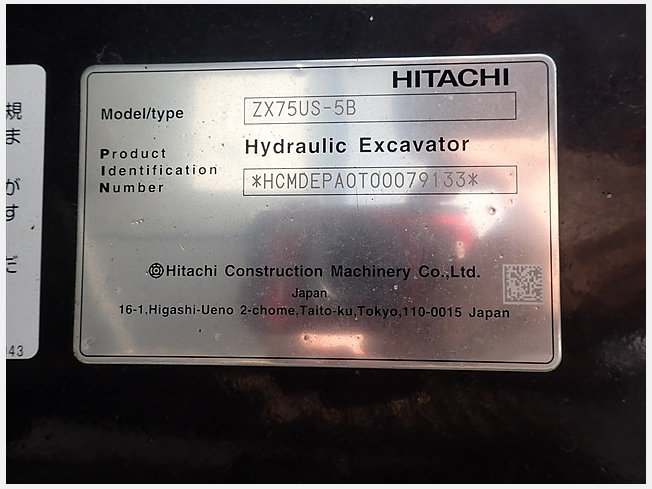 HITACHI
Model/type ZX75US-5B
Product Hydraulic Excavator
Identification
Number *HCMDEPA0T00079133*
Hitachi Construction Machinery Co.,Ltd.
Japan
16-1,Higashi-Ueno 2-chome,Taito-ku,Tokyo,110-0015 Japan
規
ま
が
す
だ
43